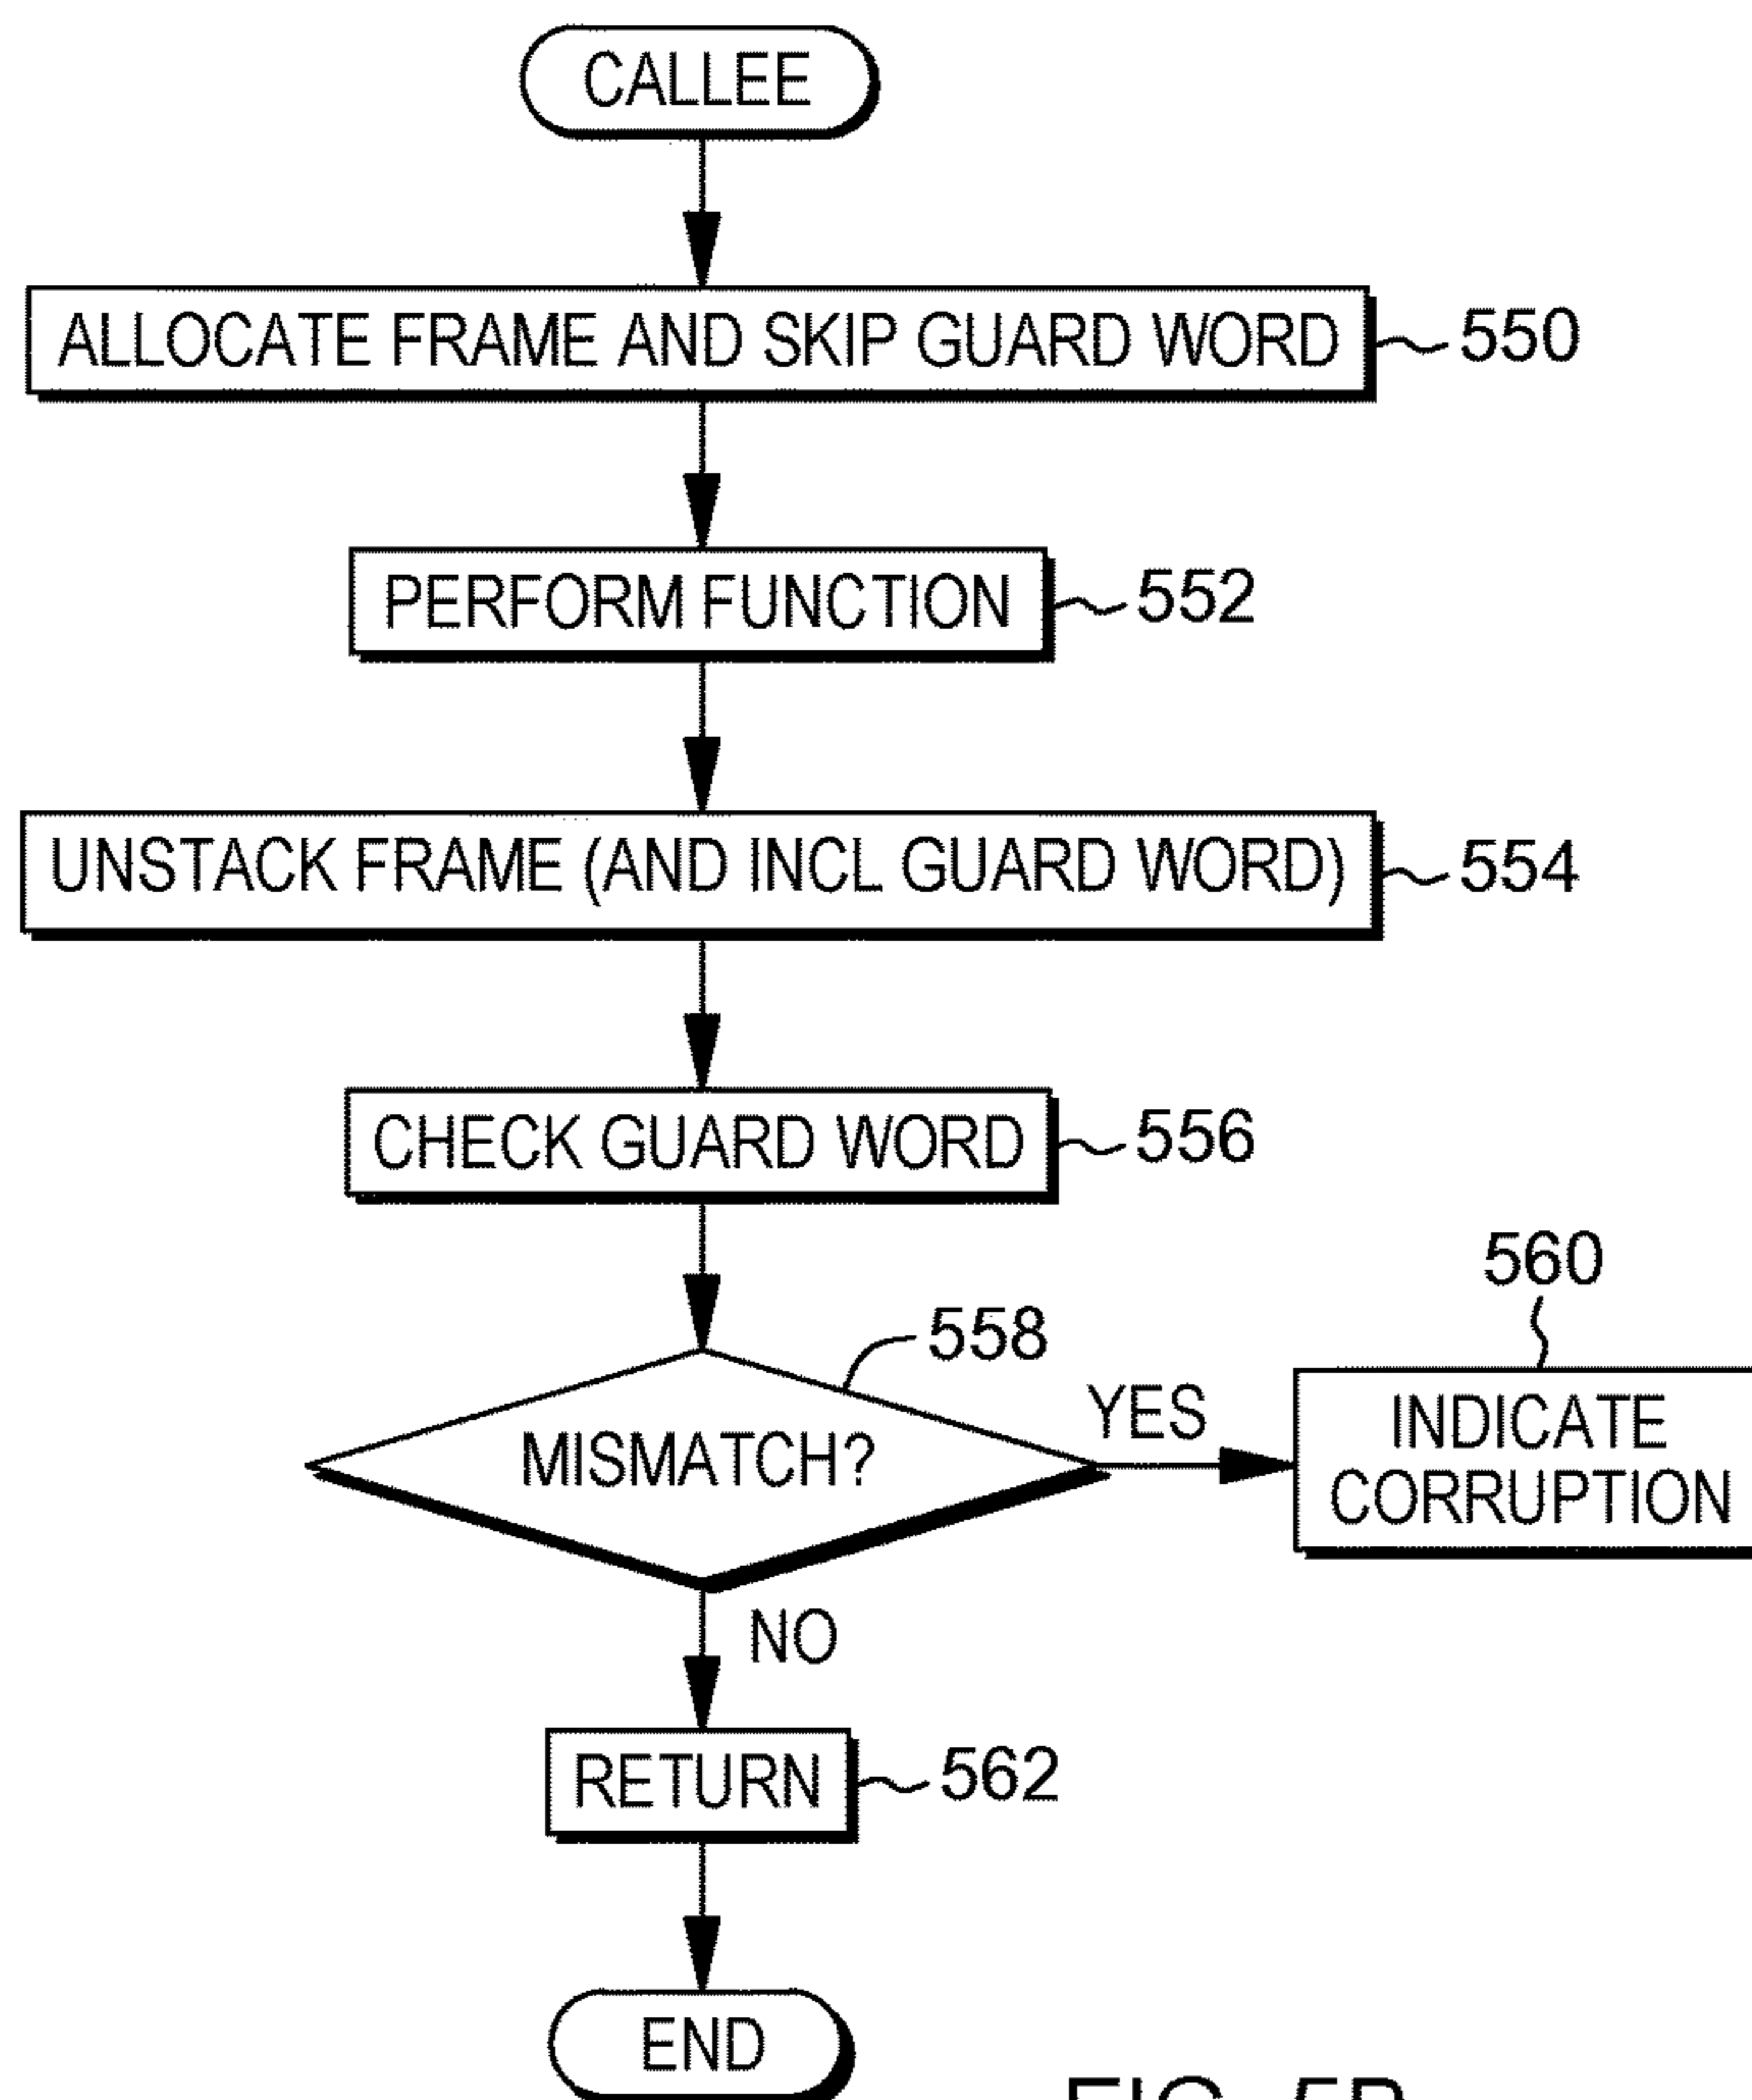 CALLEE
ALLOCATE FRAME AND SKIP GUARD WORD
550
PERFORM FUNCTION
552
UNSTACK FRAME (AND INCL GUARD WORD)
554
CHECK GUARD WORD
556
558
MISMATCH?
YES
560
INDICATE
CORRUPTION
NO
RETURN
562
END